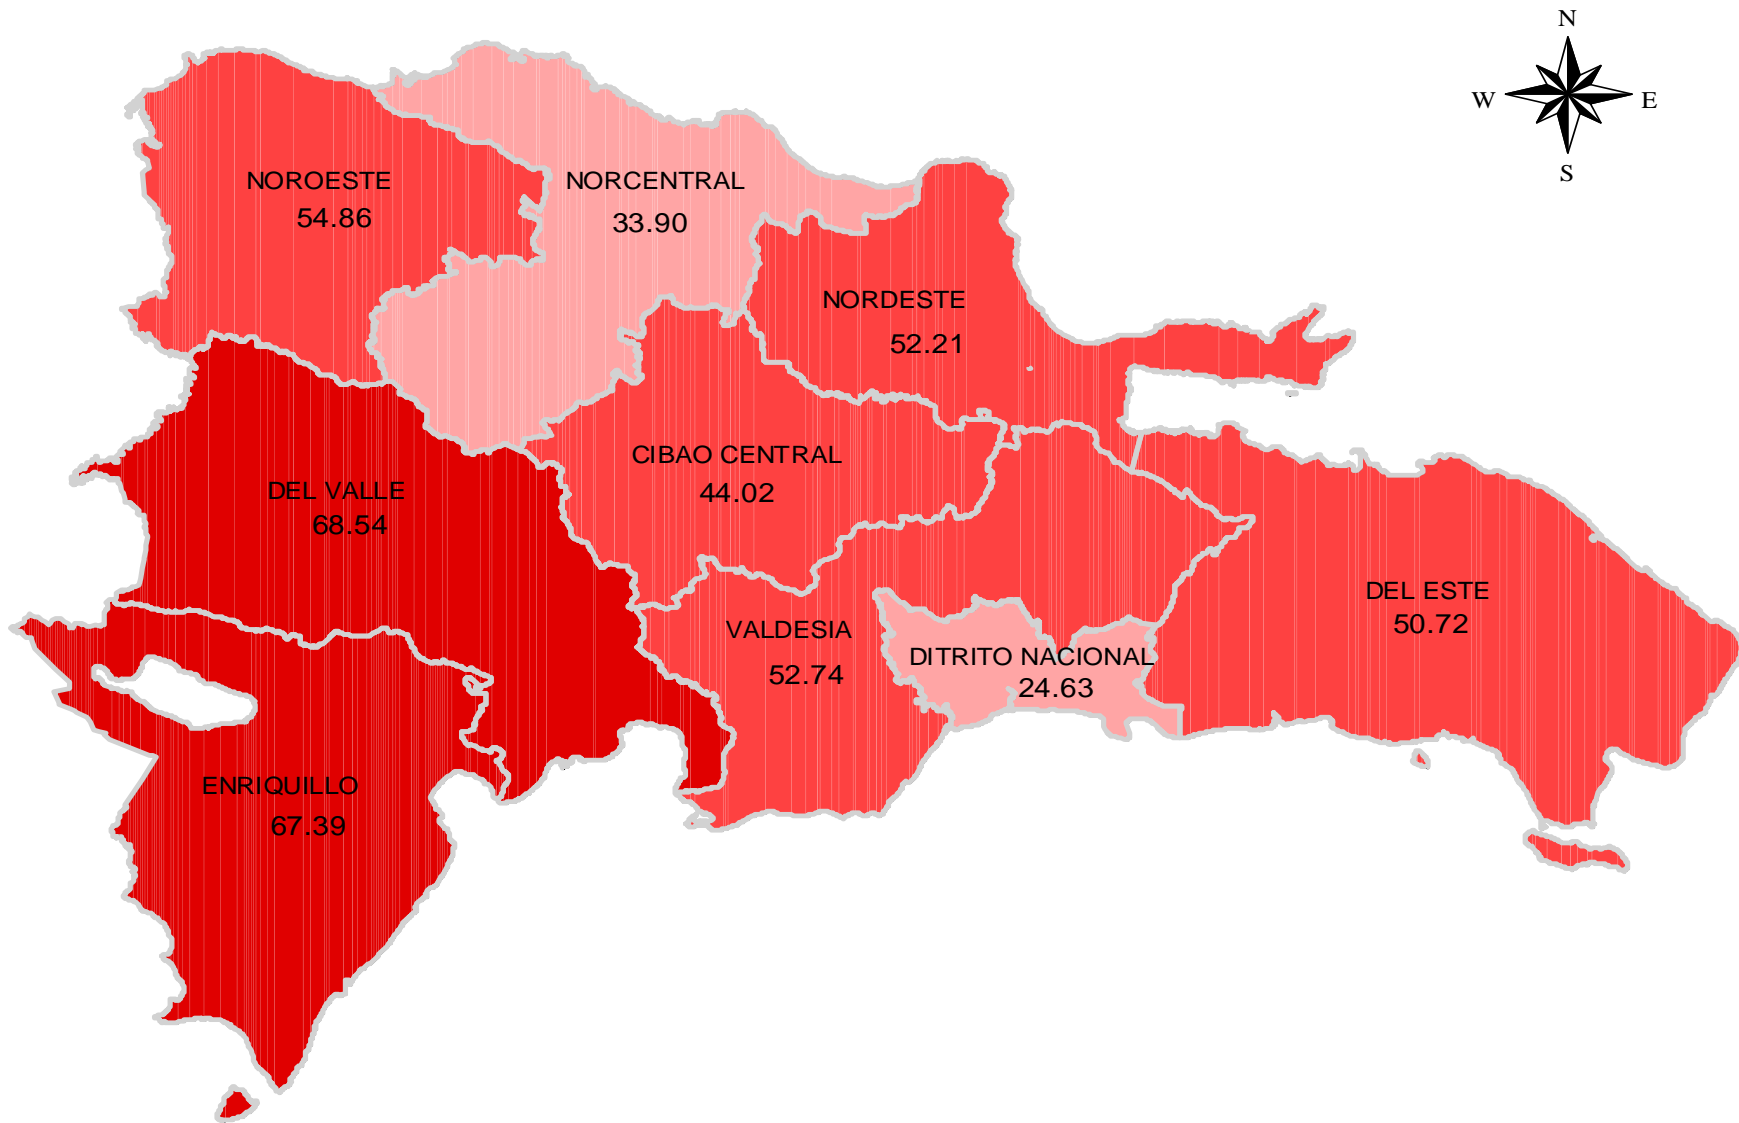 N
W E
S
NOROESTE
54.86
NORCENTRAL
33.90
NORDESTE
52.21
CIBAO CENTRAL
44.02
DEL VALLE
68.54
DEL ESTE
50.72
VALDESIA
52.74
DITRITO NACIONAL
24.63
ENRIQUILLO
67.39